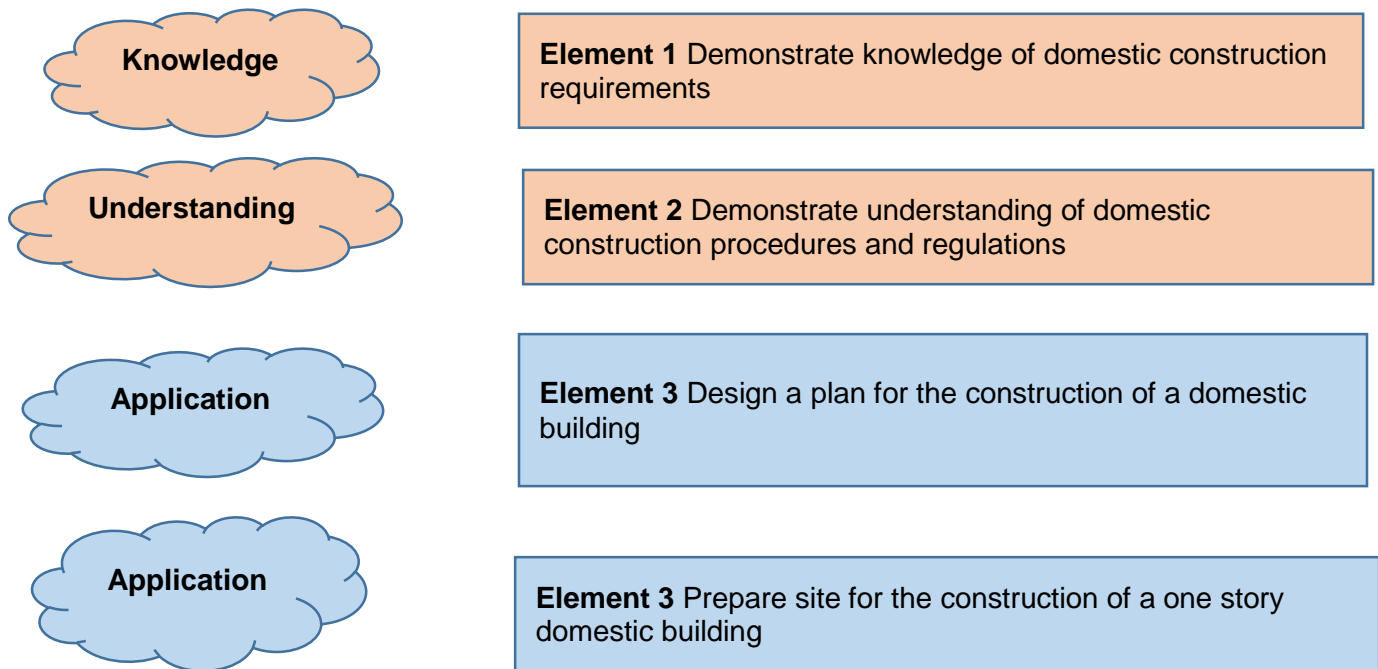 Knowledge
Element 1 Demonstrate knowledge of domestic construction
requirements
Understanding
Element 2 Demonstrate understanding of domestic
construction procedures and regulations
Application
Element 3 Design a plan for the construction of a domestic
building
Application
Element 3 Prepare site for the construction of a one story
domestic building